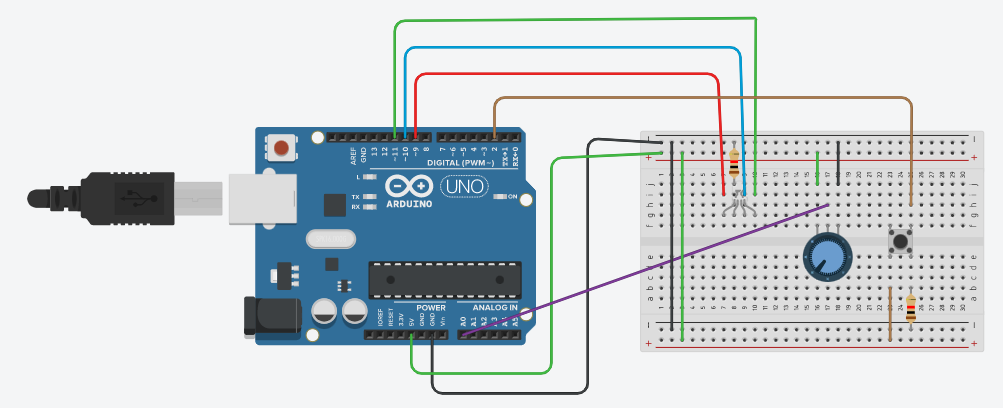 AREF
GND
13
12
~11
~10
~9
8
7
~6
~5
4
~3
2
TX→1
RX←0
DIGITAL (PWM~)
L
TX
RX
UNO
ON
ARDUINO
IOREF
RESET
3.3V
5V
GND
GND
Vin
POWER
ANALOG IN
A0
A1
A2
A5
j
i
h
g
f
e
d
c
b
a